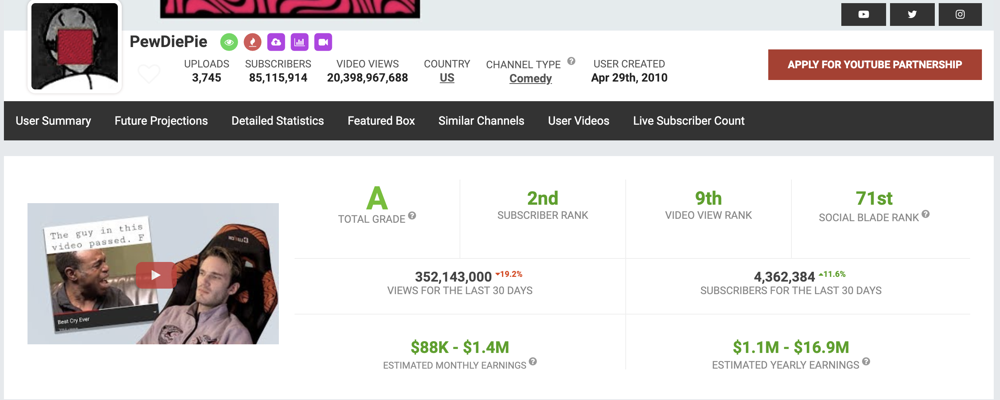 PewDiePie
UPLOADS
3,745
SUBSCRIBERS
85,115,914
VIDEO VIEWS
20,398,967,688
COUNTRY
US
CHANNEL TYPE
Comedy
USER CREATED
Apr 29th, 2010
APPLY FOR YOUTUBE PARTNERSHIP
User Summary Future Projections Detailed Statistics Featured Box Similar Channels User Videos Live Subscriber Count
The guy in this
video passed. F
Best Cry Ever
A
TOTAL GRADE
2nd
SUBSCRIBER RANK
9th
VIDEO VIEW RANK
71st
SOCIAL BLADE RANK
352,143,000 19.2%
VIEWS FOR THE LAST 30 DAYS
4,362,384 11.6%
SUBSCRIBERS FOR THE LAST 30 DAYS
$88K - $1.4M
ESTIMATED MONTHLY EARNINGS
$1.1M - $16.9M
ESTIMATED YEARLY EARNINGS